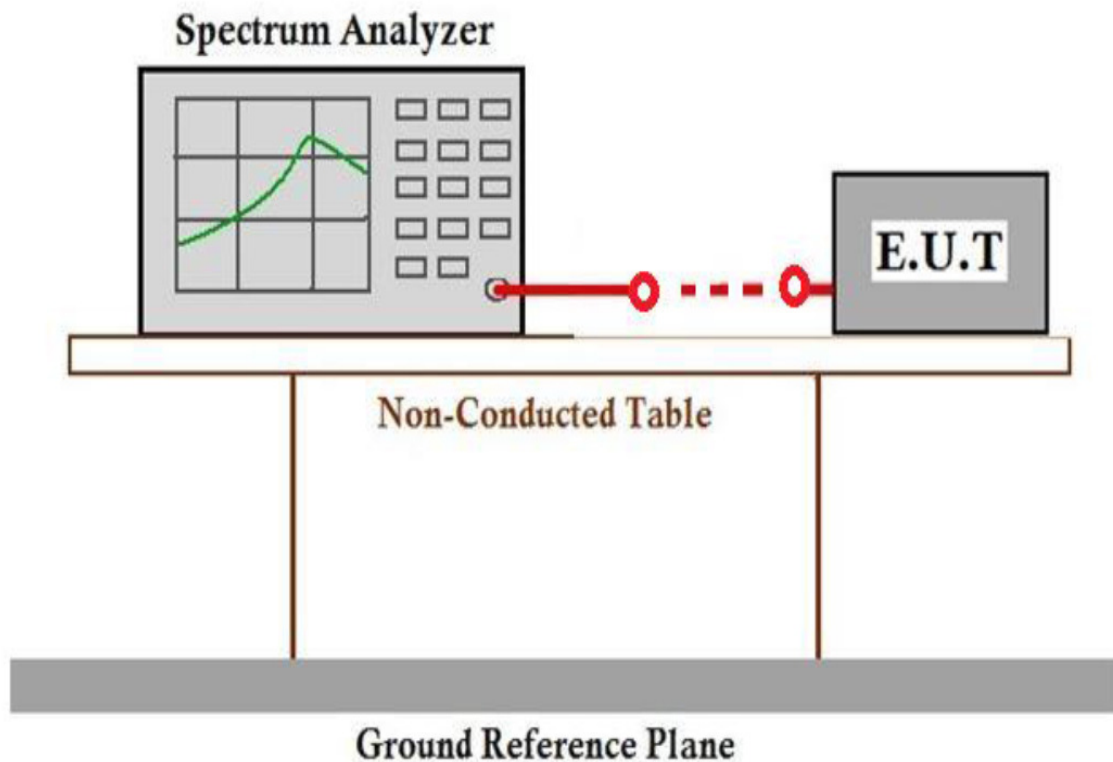 Spectrum Analyzer
E.U.T
Non-Conducted Table
Ground Reference Plane